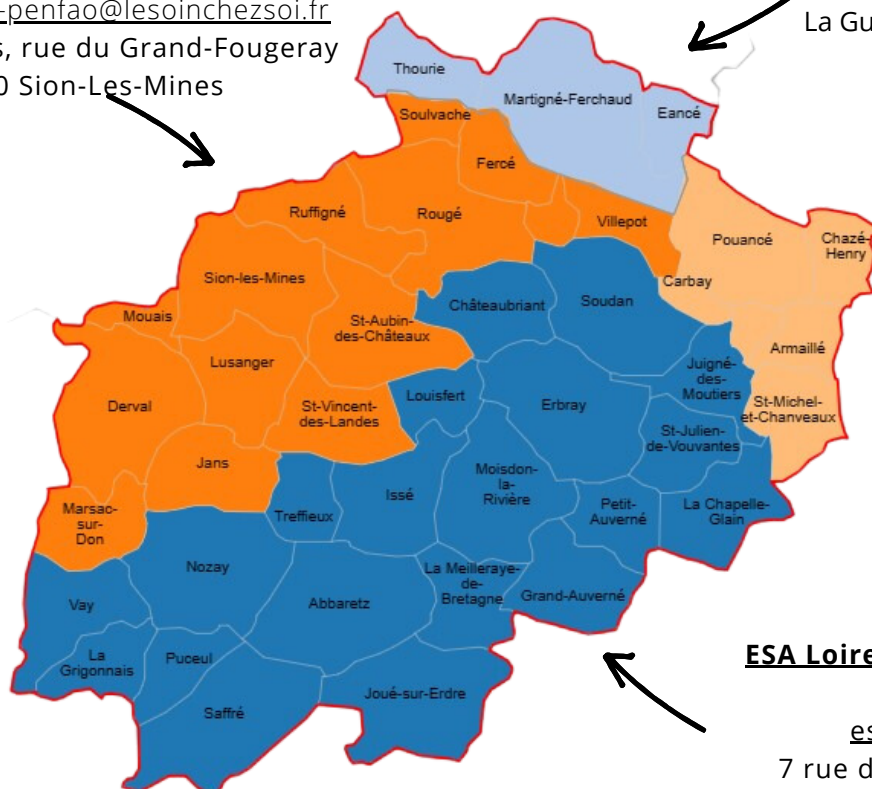 -penfao@lesoinchezsoi.fr
, rue du Grand-Fougeray
0 Sion-Les-Mines
La Gu
Thourie
Martigné-Ferchaud
Eancé
Soulvache
Fercé
Ruffigné
Rougé
Villepot
Pouancé
Chazé-
Henry
Sion-les-Mines
Carbay
Châteaubriant
Soudan
Mouais
St-Aubin-
des-Châteaux
Lusanger
Armaillé
Juigné-
des-
Moutiers
Derval
St-Vincent-
des-Landes
Louisfert
Erbray
St-Michel-
et-Chanveaux
St-Julien-
de-Vouvantes
Jans
Issé
Moisdon-
la-
Rivière
Marsac-
sur-
Don
Treffieux
Petit-
Auverné
La Chapelle-
Glain
Nozay
La Meilleraye-
de-
Bretagne
Grand-Auverné
Vay
Abbaretz
La
Grigonnais
Puceul
Saffré
Joué-sur-Erdre
ESA Loire
es
7 rue d